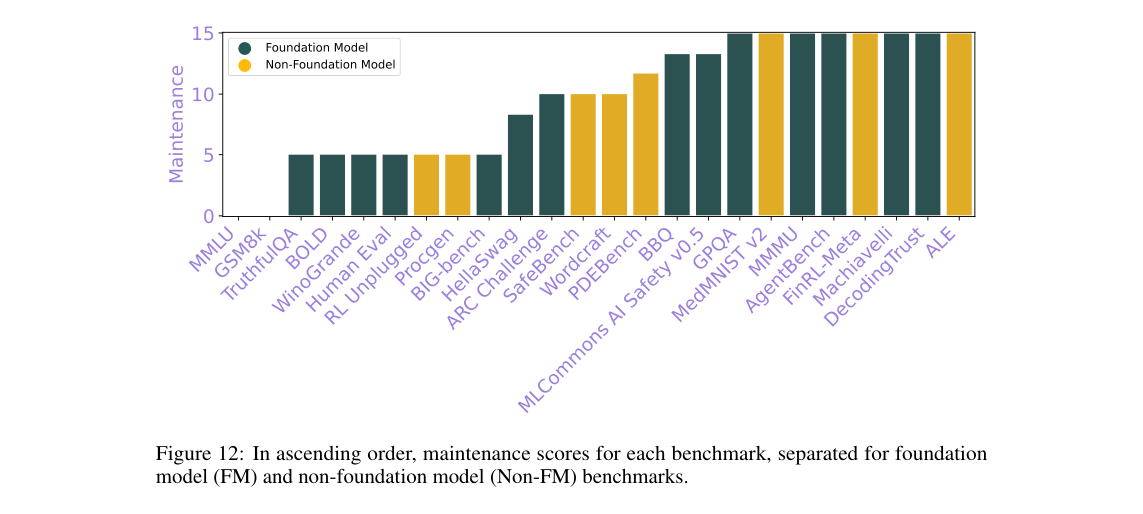 15
10
5
0
Maintenance
Foundation Model
Non-Foundation Model
MMLU
GSM8k
TruthfulQA
BOLD
WinoGrande
Human Eval
RL Unplugged
Procgen
BIG-bench
HellaSwag
ARC Challenge
SafeBench
Wordcraft
PDEBench
BBQ
MLCommons AI Safety v0.5
GPQA
MedMNIST v2
MMMU
AgentBench
FinRL-Meta
Machiavelli
DecodingTrust
ALE
Figure 12: In ascending order, maintenance scores for each benchmark, separated for foundation
model (FM) and non-foundation model (Non-FM) benchmarks.